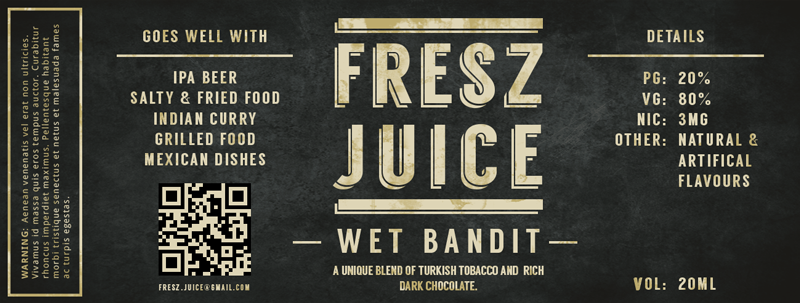 WARNING: Aenean venenatis vel erat non ultricies.
Vivamus id massa quis eros tempus auctor. Curabitur
rhoncus imperdiet maximus. Pellentesque habitant
morbi tristique senectus et netus et malesuada fames
ac turpis egestas.
GOES WELL WITH
IPA BEER
SALTY & FRIED FOOD
INDIAN CURRY
GRILLED FOOD
MEXICAN DISHES
FRESZ.JUICE@GMAIL.COM
FRESZ
JUICE
WET BANDIT
A UNIQUE BLEND OF TURKISH TOBACCO AND RICH
DARK CHOCOLATE.
DETAILS
PG: 20%
VG: 80%
NIC: 3MG
OTHER: NATURAL &
ARTIFICAL
FLAVOURS
VOL: 20ML